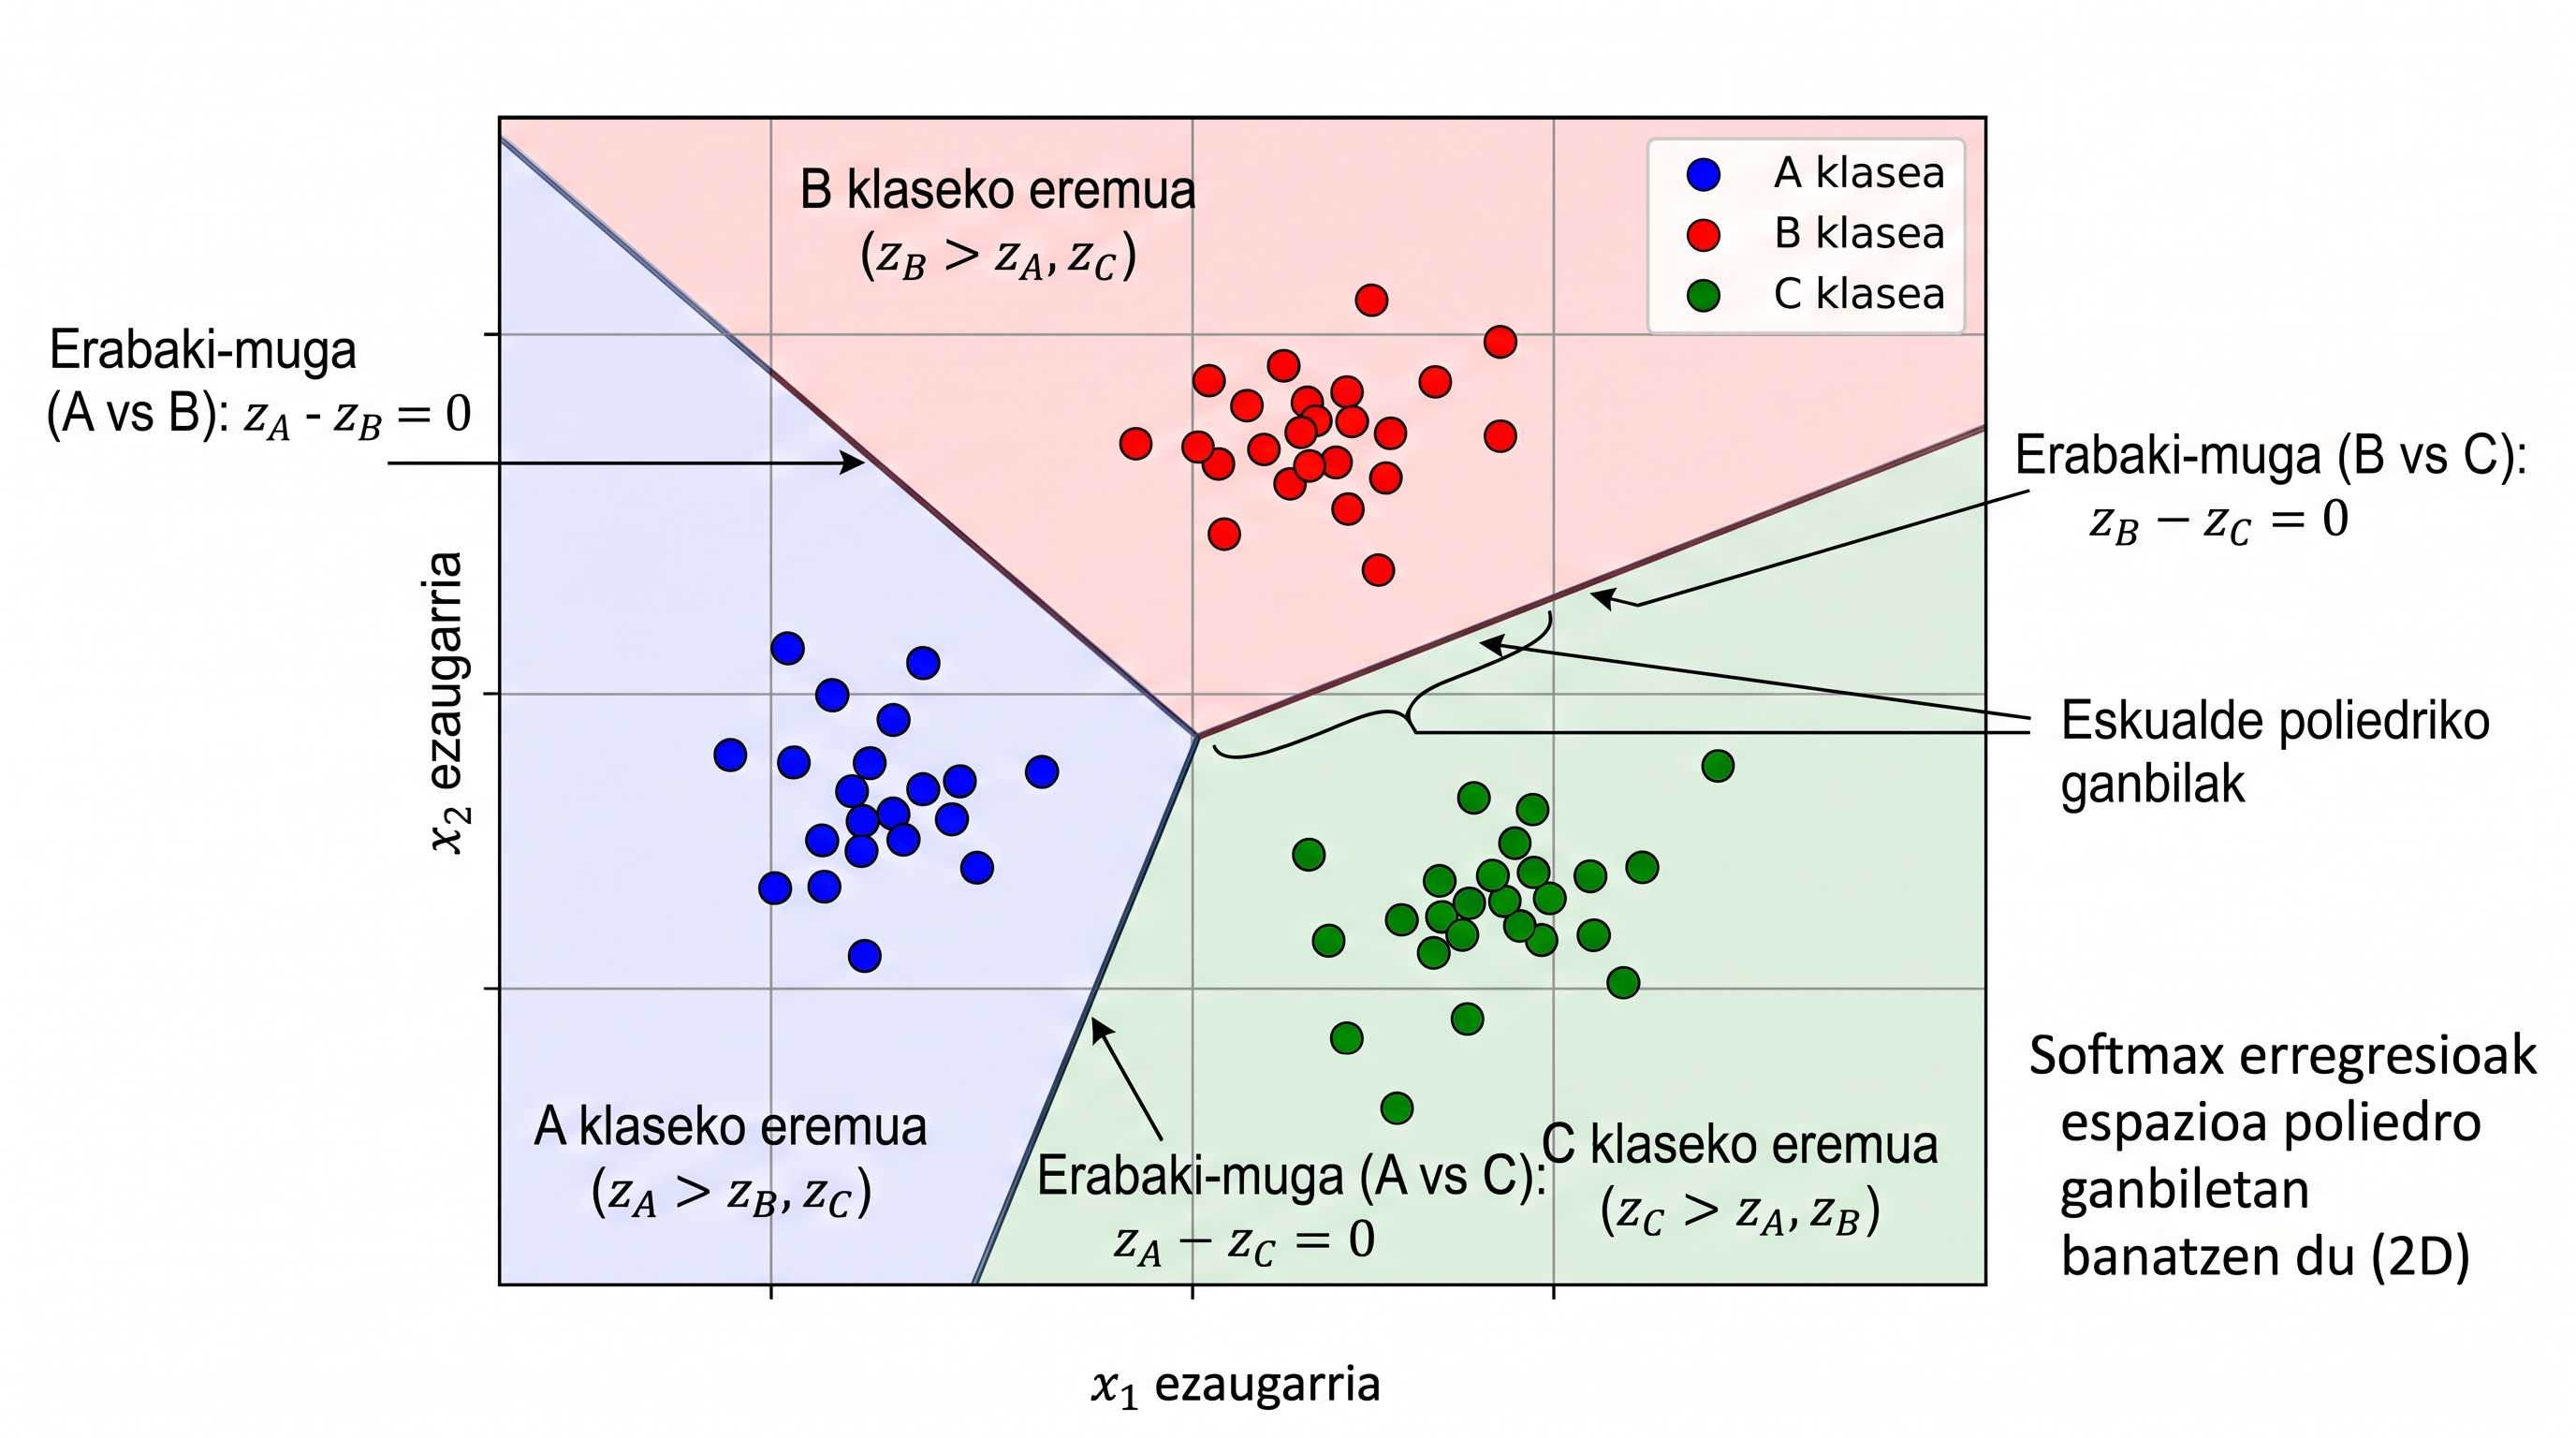 B klaseko eremua
(z_B > z_A, z_C)
A klasea
B klasea
C klasea
Erabaki-muga
(A vs B): z_A - z_B = 0
Erabaki-muga (B vs C):
z_B − z_C = 0
x_2 ezaugarria
Eskualde poliedriko
ganbilak
A klaseko eremua
(z_A > z_B, z_C)
Erabaki-muga (A vs C):
z_A − z_C = 0
C klaseko eremua
(z_C > z_A, z_B)
Softmax erregresioak
espazioa poliedro
ganbiletan
banatzen du (2D)
x_1 ezaugarria